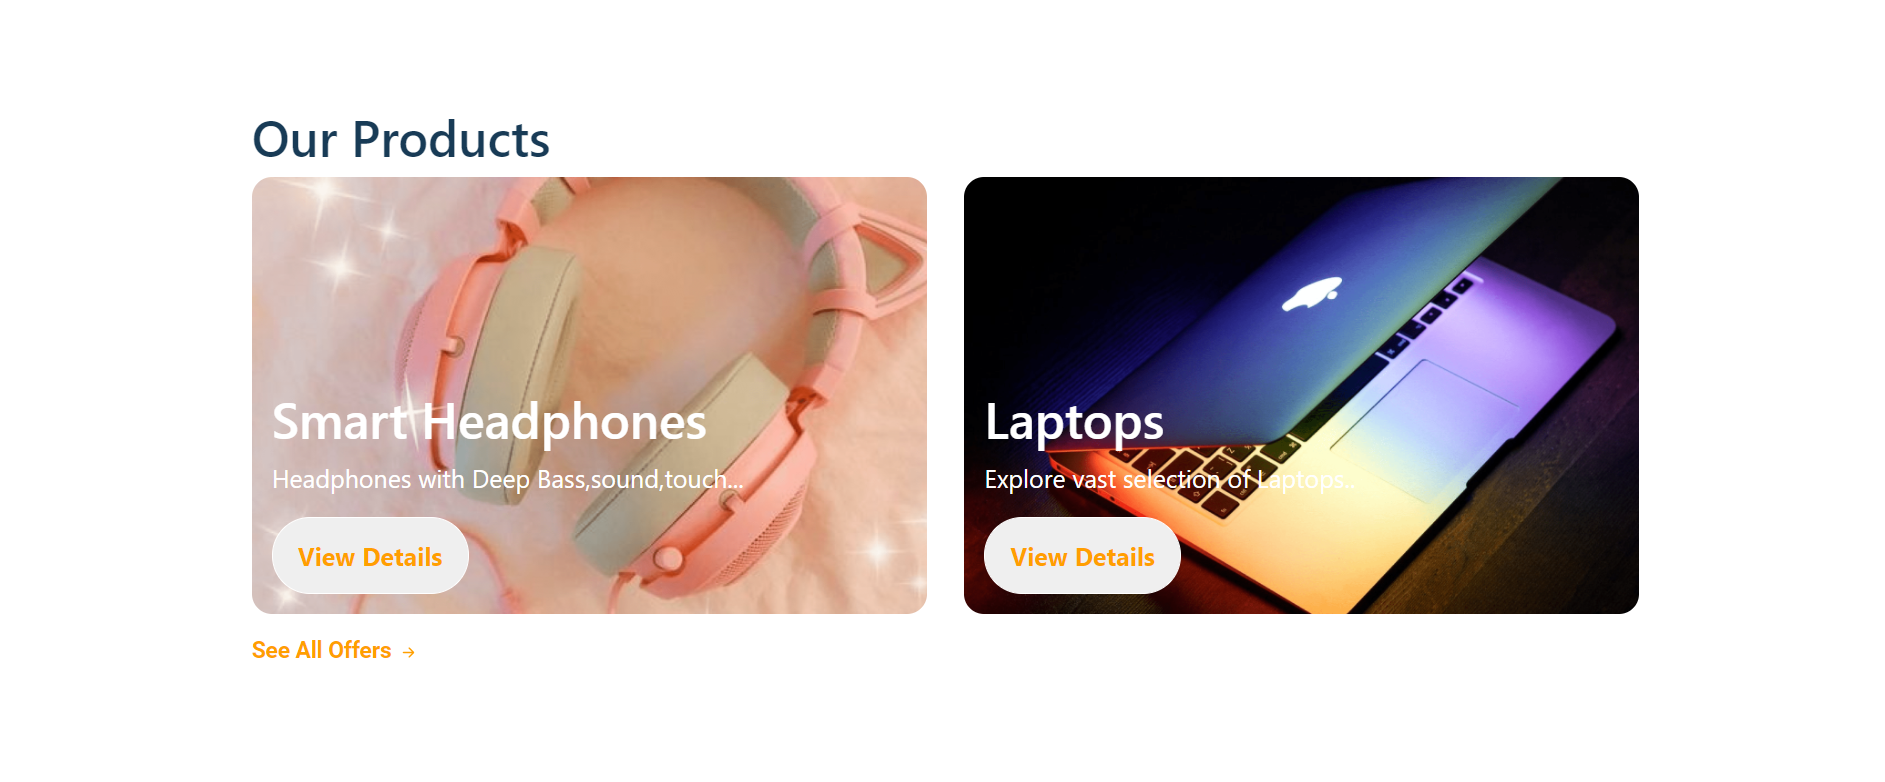 Our Products
Smart Headphones
Headphones with Deep Bass,sound,touch...
View Details
Laptops
Explore vast selection of Laptops..
View Details
See All Offers →